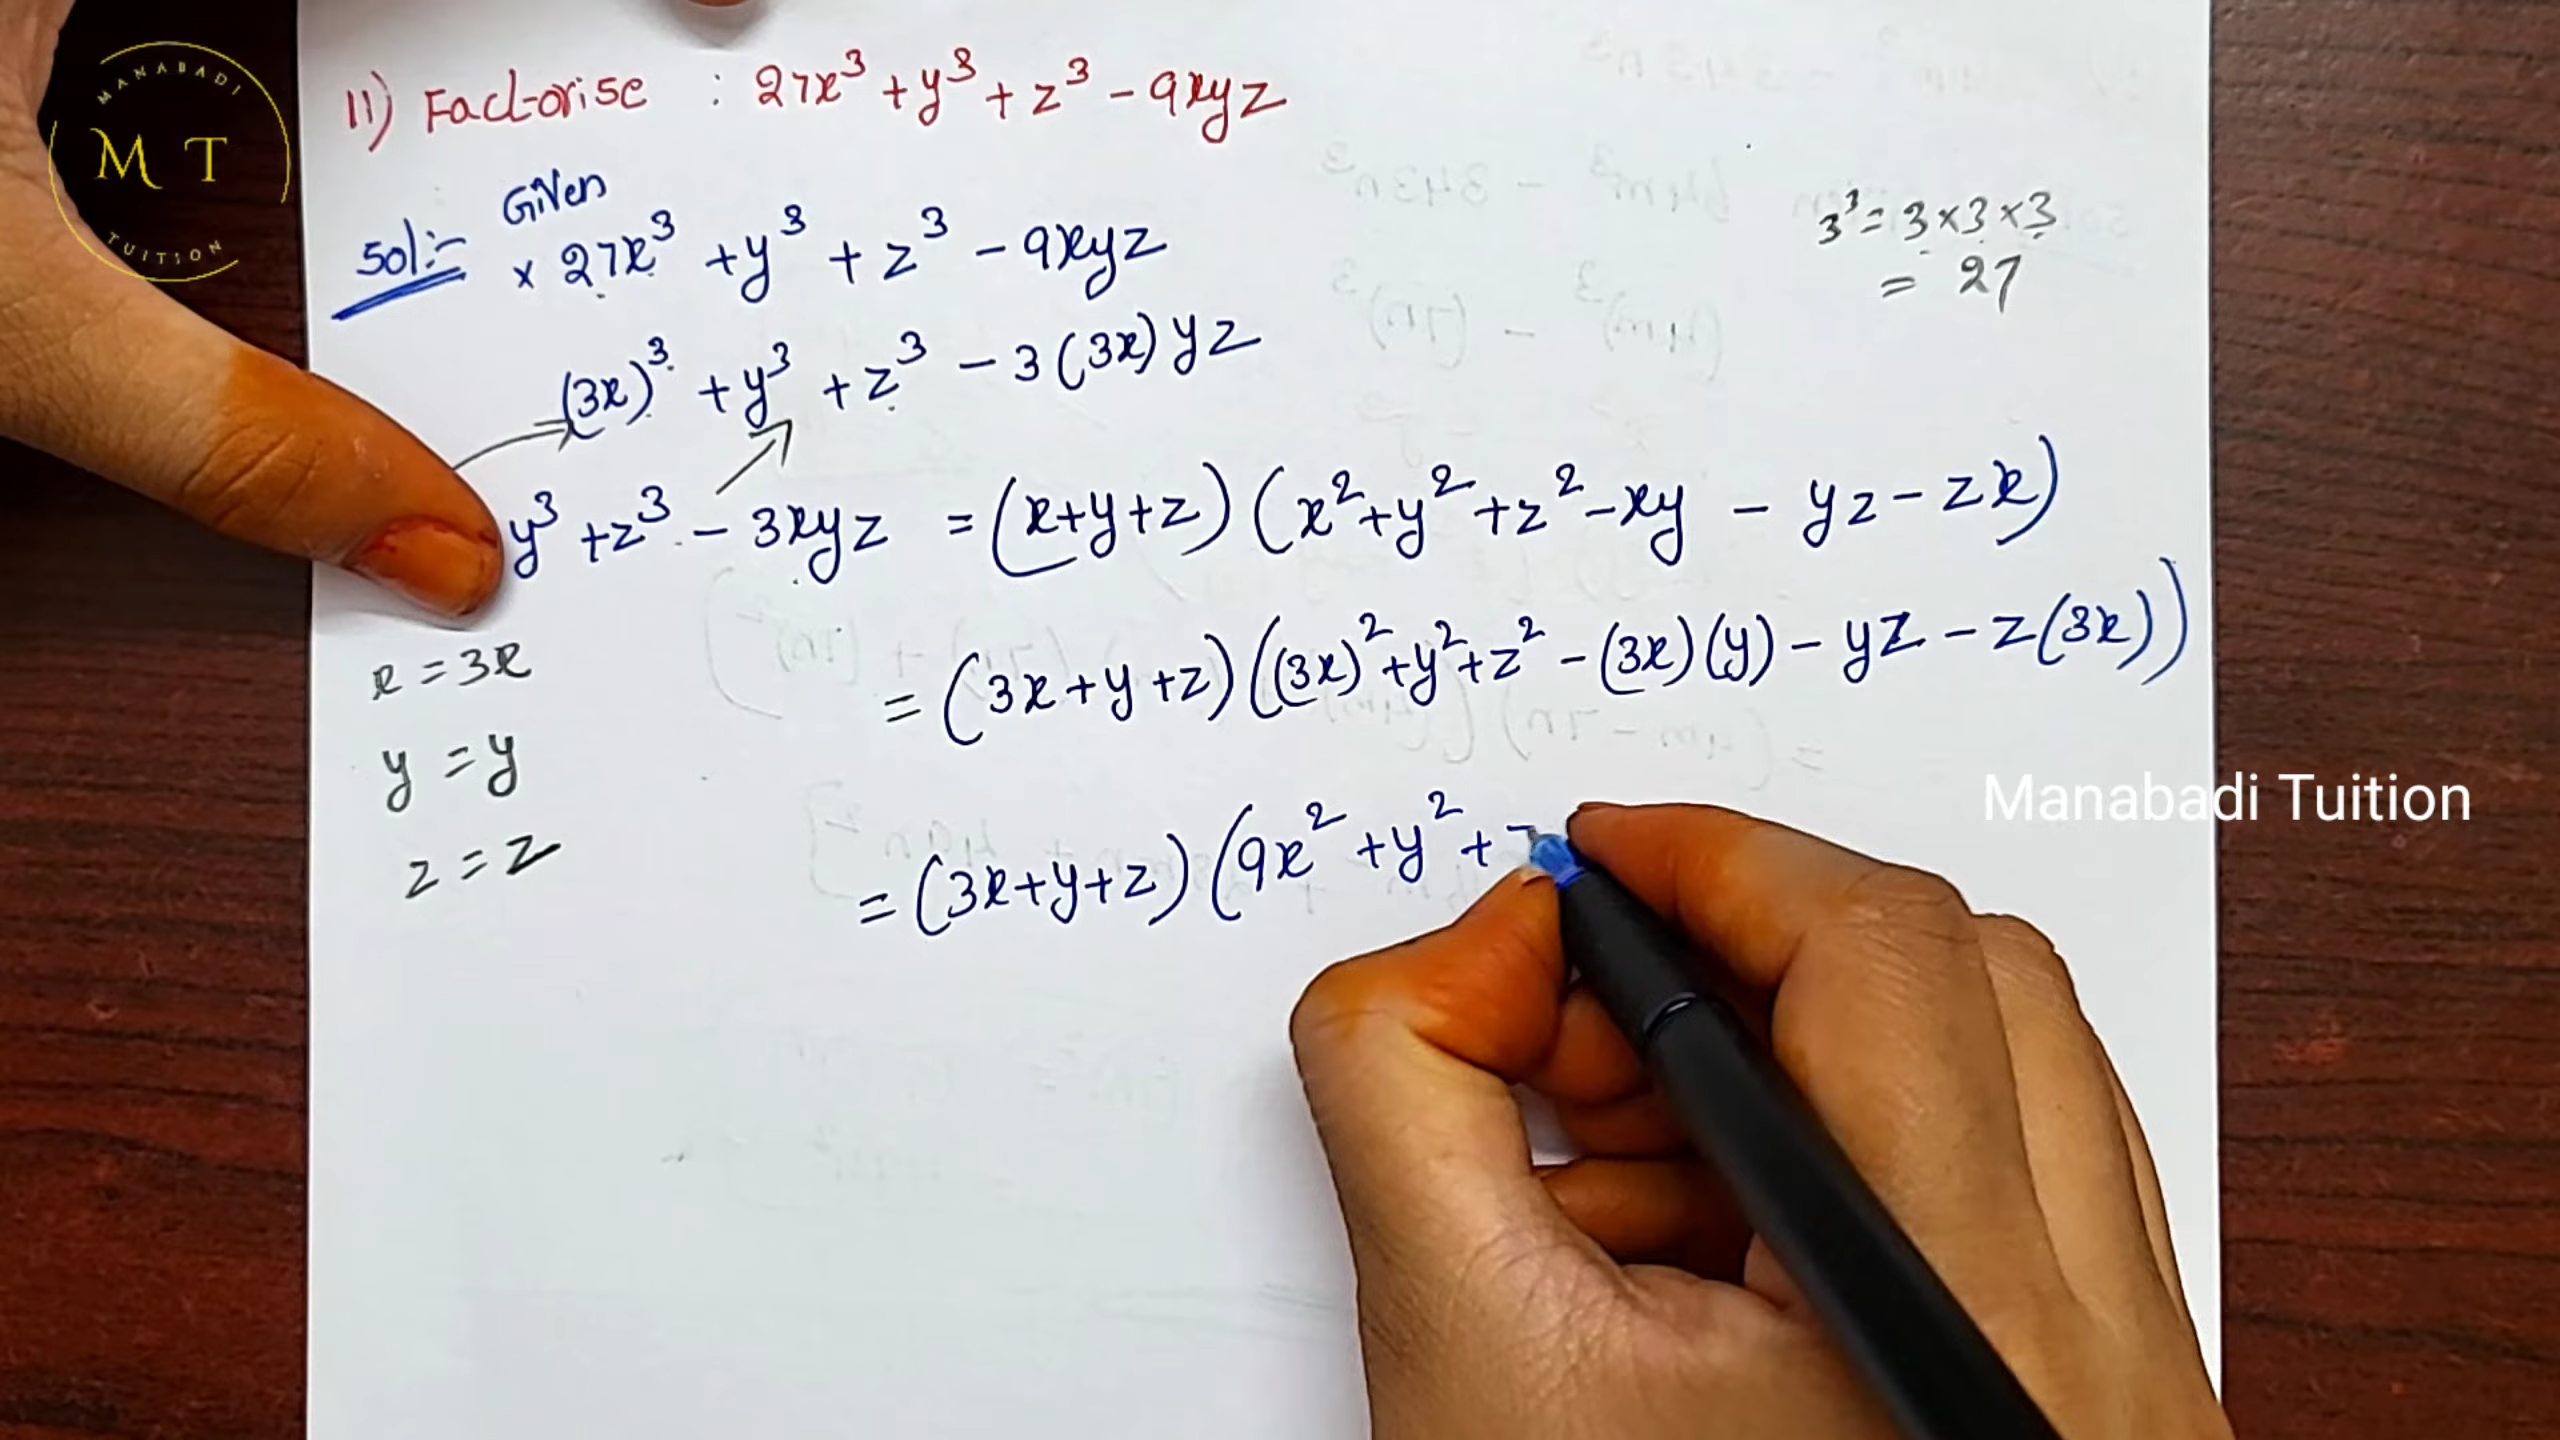 MANABADI
M T
TUITION
11) Factorise : 27x³ + y³ + z³ - 9xyz
Sol:- Given
× 27x³ + y³ + z³ - 9xyz
3³ = 3 × 3 × 3
= 27
(3x)³ + y³ + z³ - 3(3x) yz
y³ + z³ - 3xyz = (x+y+z) (x² + y² + z² - xy - yz - zx)
= (3x+y+z) ((3x)² + y² + z² - (3x)(y) - yz - z(3x))
x = 3x
y = y
z = z
= (3x+y+z) (9x² + y² +
Manabadi Tuition